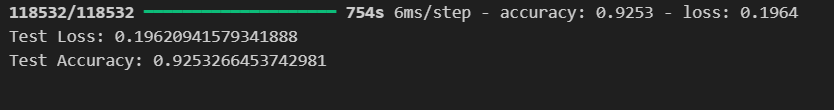 118532/118532 ━━━━━━━━━━━━━━━━━━━━ 754s 6ms/step - accuracy: 0.9253 - loss: 0.1964
Test Loss: 0.19620941579341888
Test Accuracy: 0.9253266453742981